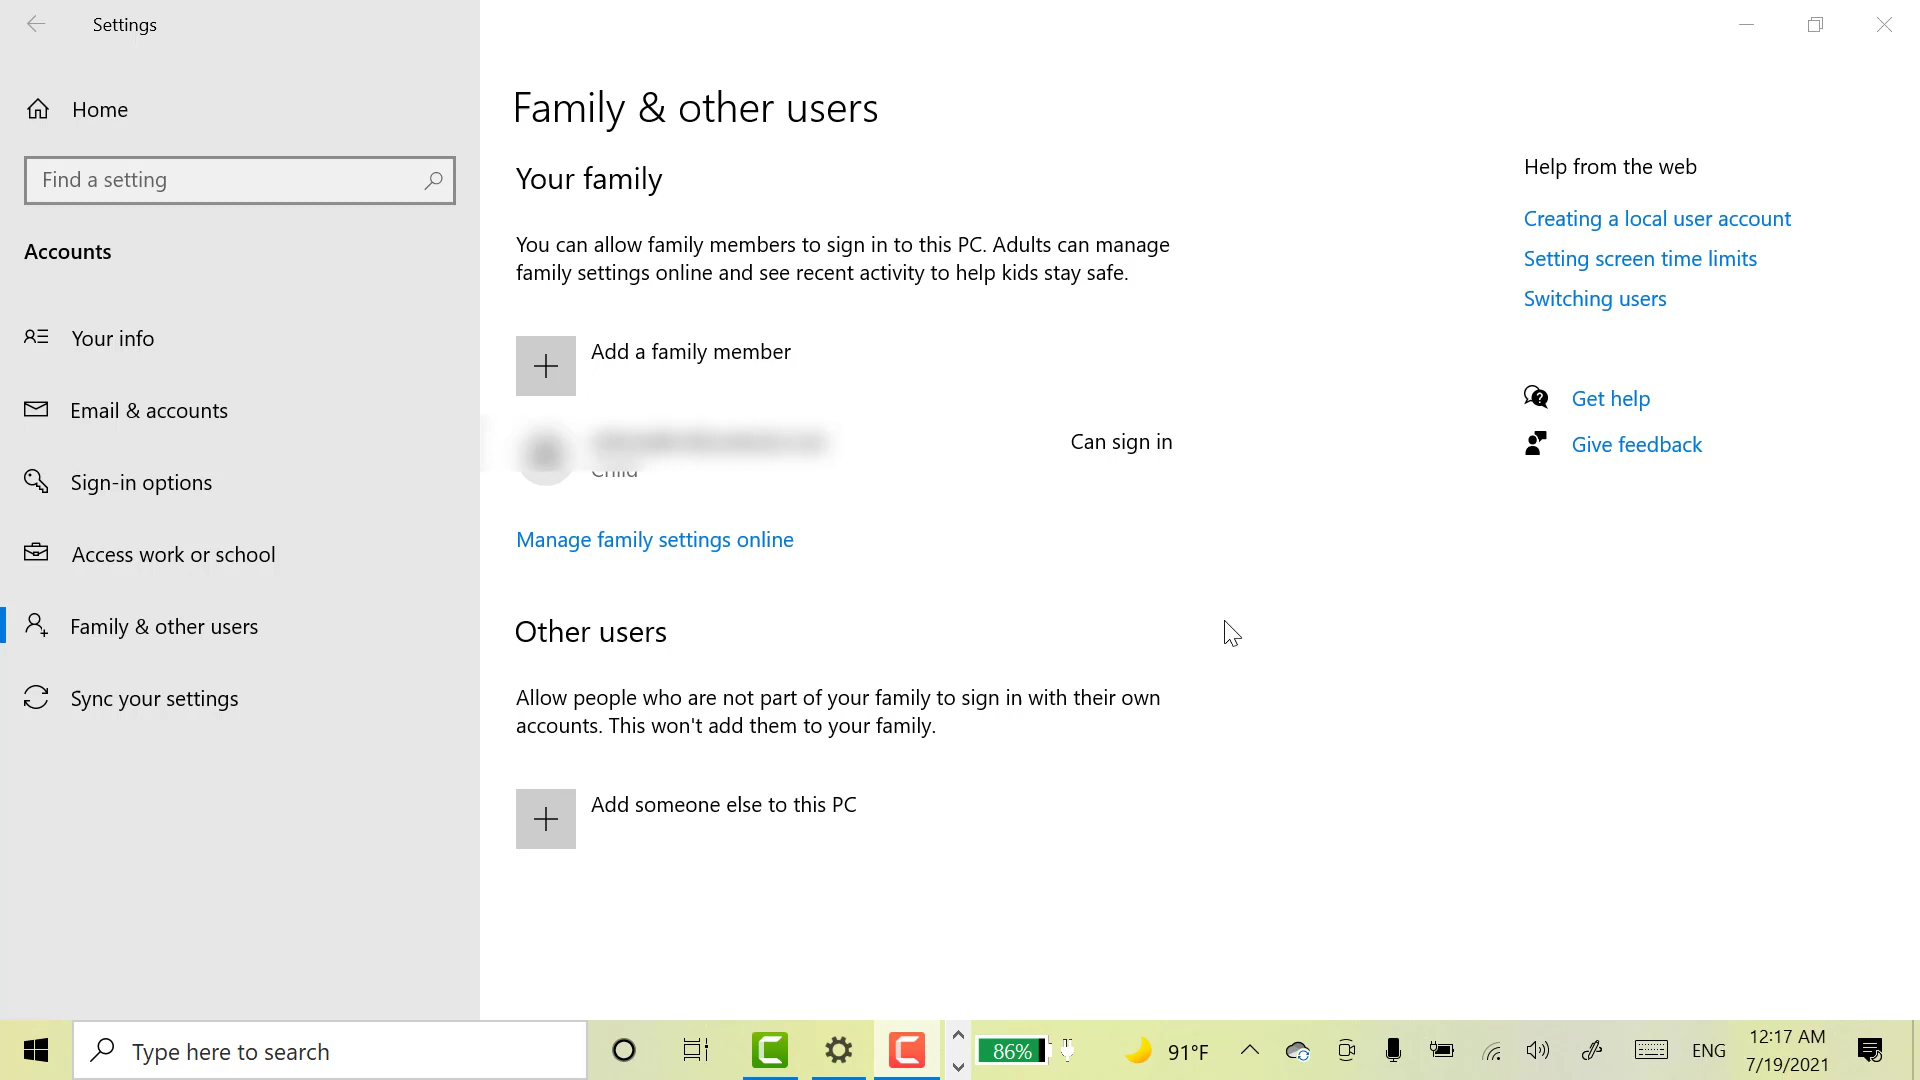 Settings
Home
Find a setting
Accounts
Your info
Email & accounts
Sign-in options
Access work or school
Family & other users
Sync your settings
Family & other users
Your family
You can allow family members to sign in to this PC. Adults can manage
family settings online and see recent activity to help kids stay safe.
Add a family member
Can sign in
Child
Manage family settings online
Other users
Allow people who are not part of your family to sign in with their own
accounts. This won't add them to your family.
Add someone else to this PC
Help from the web
Creating a local user account
Setting screen time limits
Switching users
Get help
Give feedback
Type here to search
86%
91°F
ENG
12:17 AM
7/19/2021